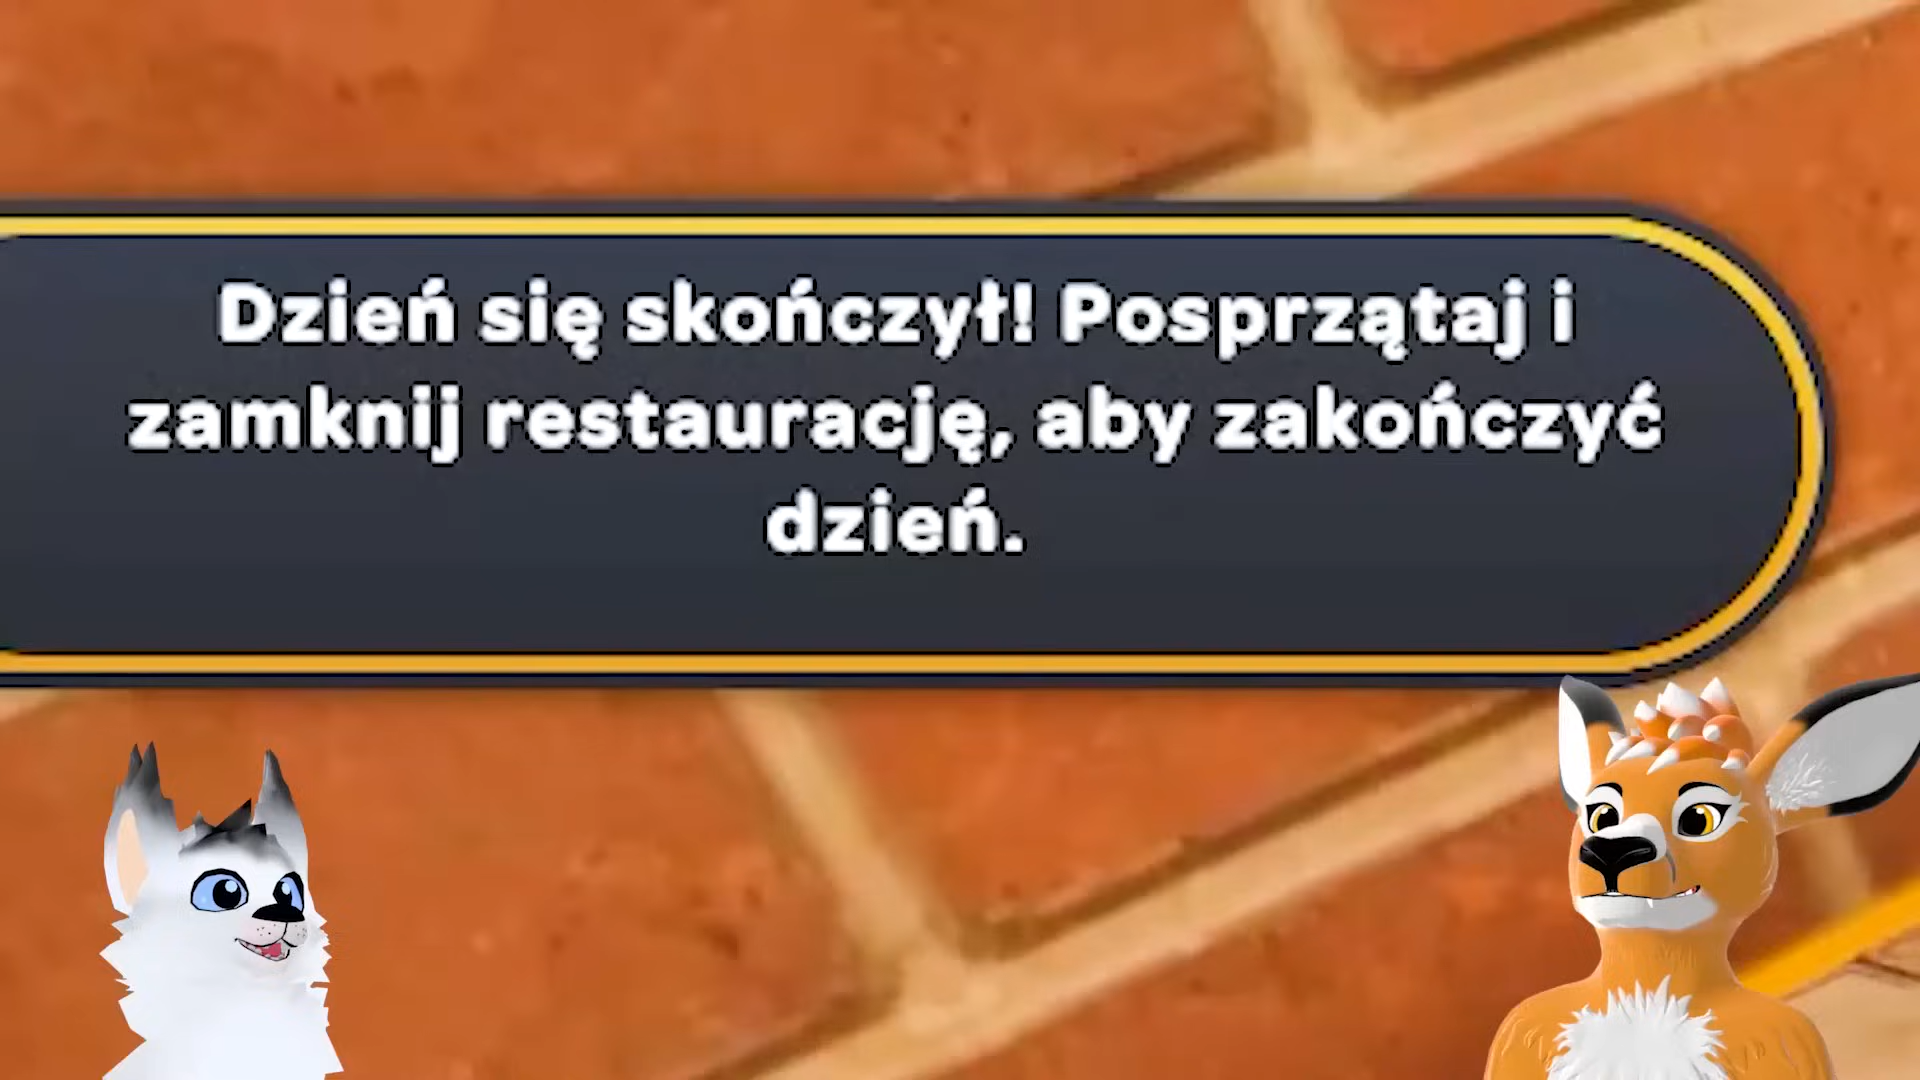 Dzień się skończył! Posprzątaj i
zamknij restaurację, aby zakończyć
dzień.